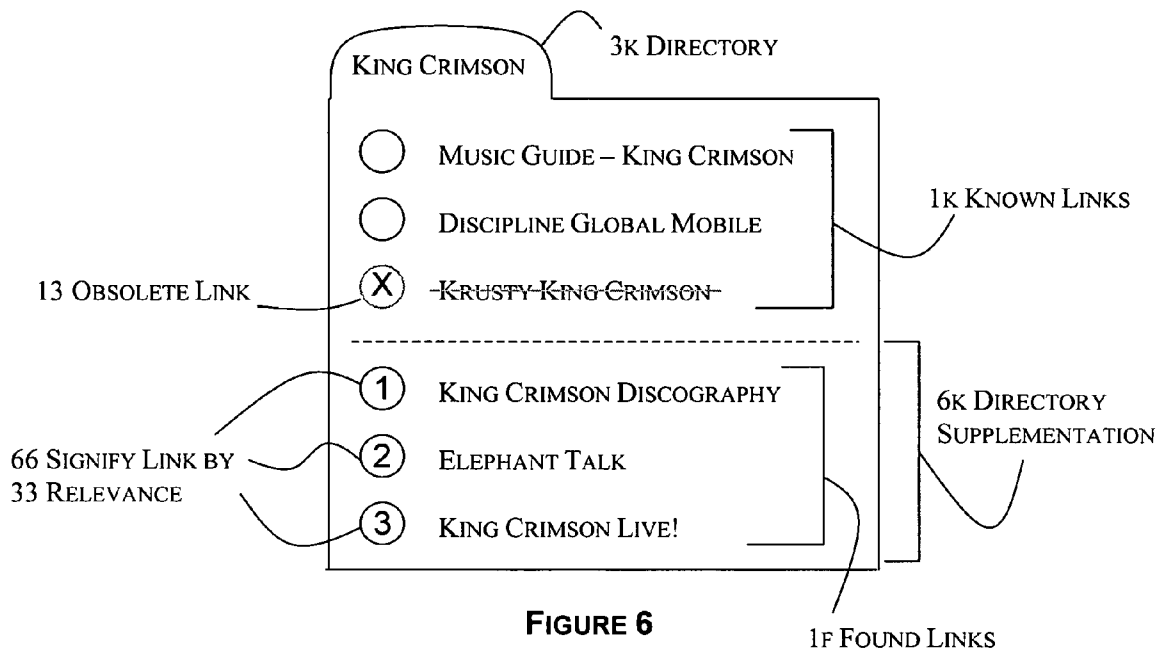 3K DIRECTORY
KING CRIMSON
MUSIC GUIDE – KING CRIMSON
1K KNOWN LINKS
DISCIPLINE GLOBAL MOBILE
13 OBSOLETE LINK
X KRUSTY KING CRIMSON
1 KING CRIMSON DISCOGRAPHY
6K DIRECTORY
SUPPLEMENTATION
66 SIGNIFY LINK BY
33 RELEVANCE
2 ELEPHANT TALK
3 KING CRIMSON LIVE!
FIGURE 6
1F FOUND LINKS